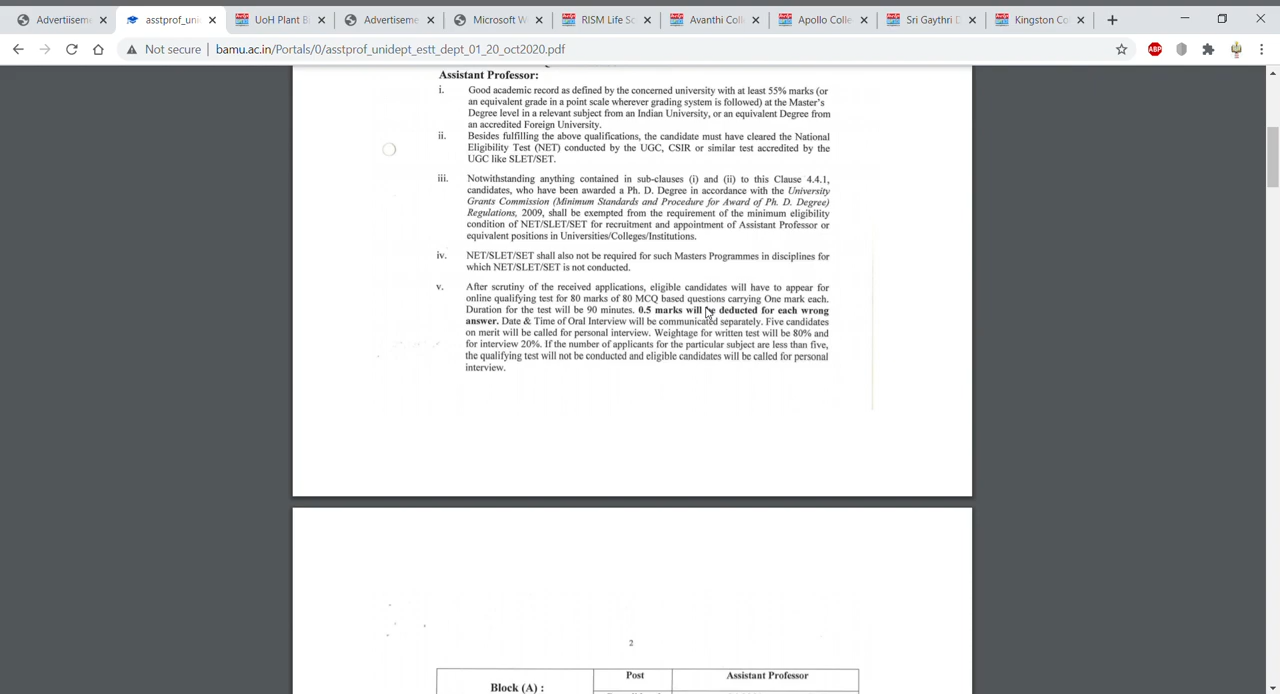 Advertiseme
asstprof_uni
UoH Plant B
Advertiseme
Microsoft W
RISM Life Sc
Avanthi Coll
Apollo Colle
Sri Gaythri D
Kingston Co
Not secure | bamu.ac.in/Portals/0/asstprof_unidept_estt_dept_01_20_oct2020.pdf
ABP
Assistant Professor:
i. Good academic record as defined by the concerned university with at least 55% marks (or
an equivalent grade in a point scale wherever grading system is followed) at the Master's
Degree level in a relevant subject from an Indian University, or an equivalent Degree from
an accredited Foreign University.
ii. Besides fulfilling the above qualifications, the candidate must have cleared the National
Eligibility Test (NET) conducted by the UGC, CSIR or similar test accredited by the
UGC like SLET/SET.
iii. Notwithstanding anything contained in sub-clauses (i) and (ii) to this Clause 4.4.1,
candidates, who have been awarded a Ph. D. Degree in accordance with the University
Grants Commission (Minimum Standards and Procedure for Award of Ph. D. Degree)
Regulations, 2009, shall be exempted from the requirement of the minimum eligibility
condition of NET/SLET/SET for recruitment and appointment of Assistant Professor or
equivalent positions in Universities/Colleges/Institutions.
iv. NET/SLET/SET shall also not be required for such Masters Programmes in disciplines for
which NET/SLET/SET is not conducted.
v. After scrutiny of the received applications, eligible candidates will have to appear for
online qualifying test for 80 marks of 80 MCQ based questions carrying One mark each.
Duration for the test will be 90 minutes. 0.5 marks will be deducted for each wrong
answer. Date & Time of Oral Interview will be communicated separately. Five candidates
on merit will be called for personal interview. Weightage for written test will be 80% and
for interview 20%. If the number of applicants for the particular subject are less than five,
the qualifying test will not be conducted and eligible candidates will be called for personal
interview.
2
Block (A) :
Post
Assistant Professor